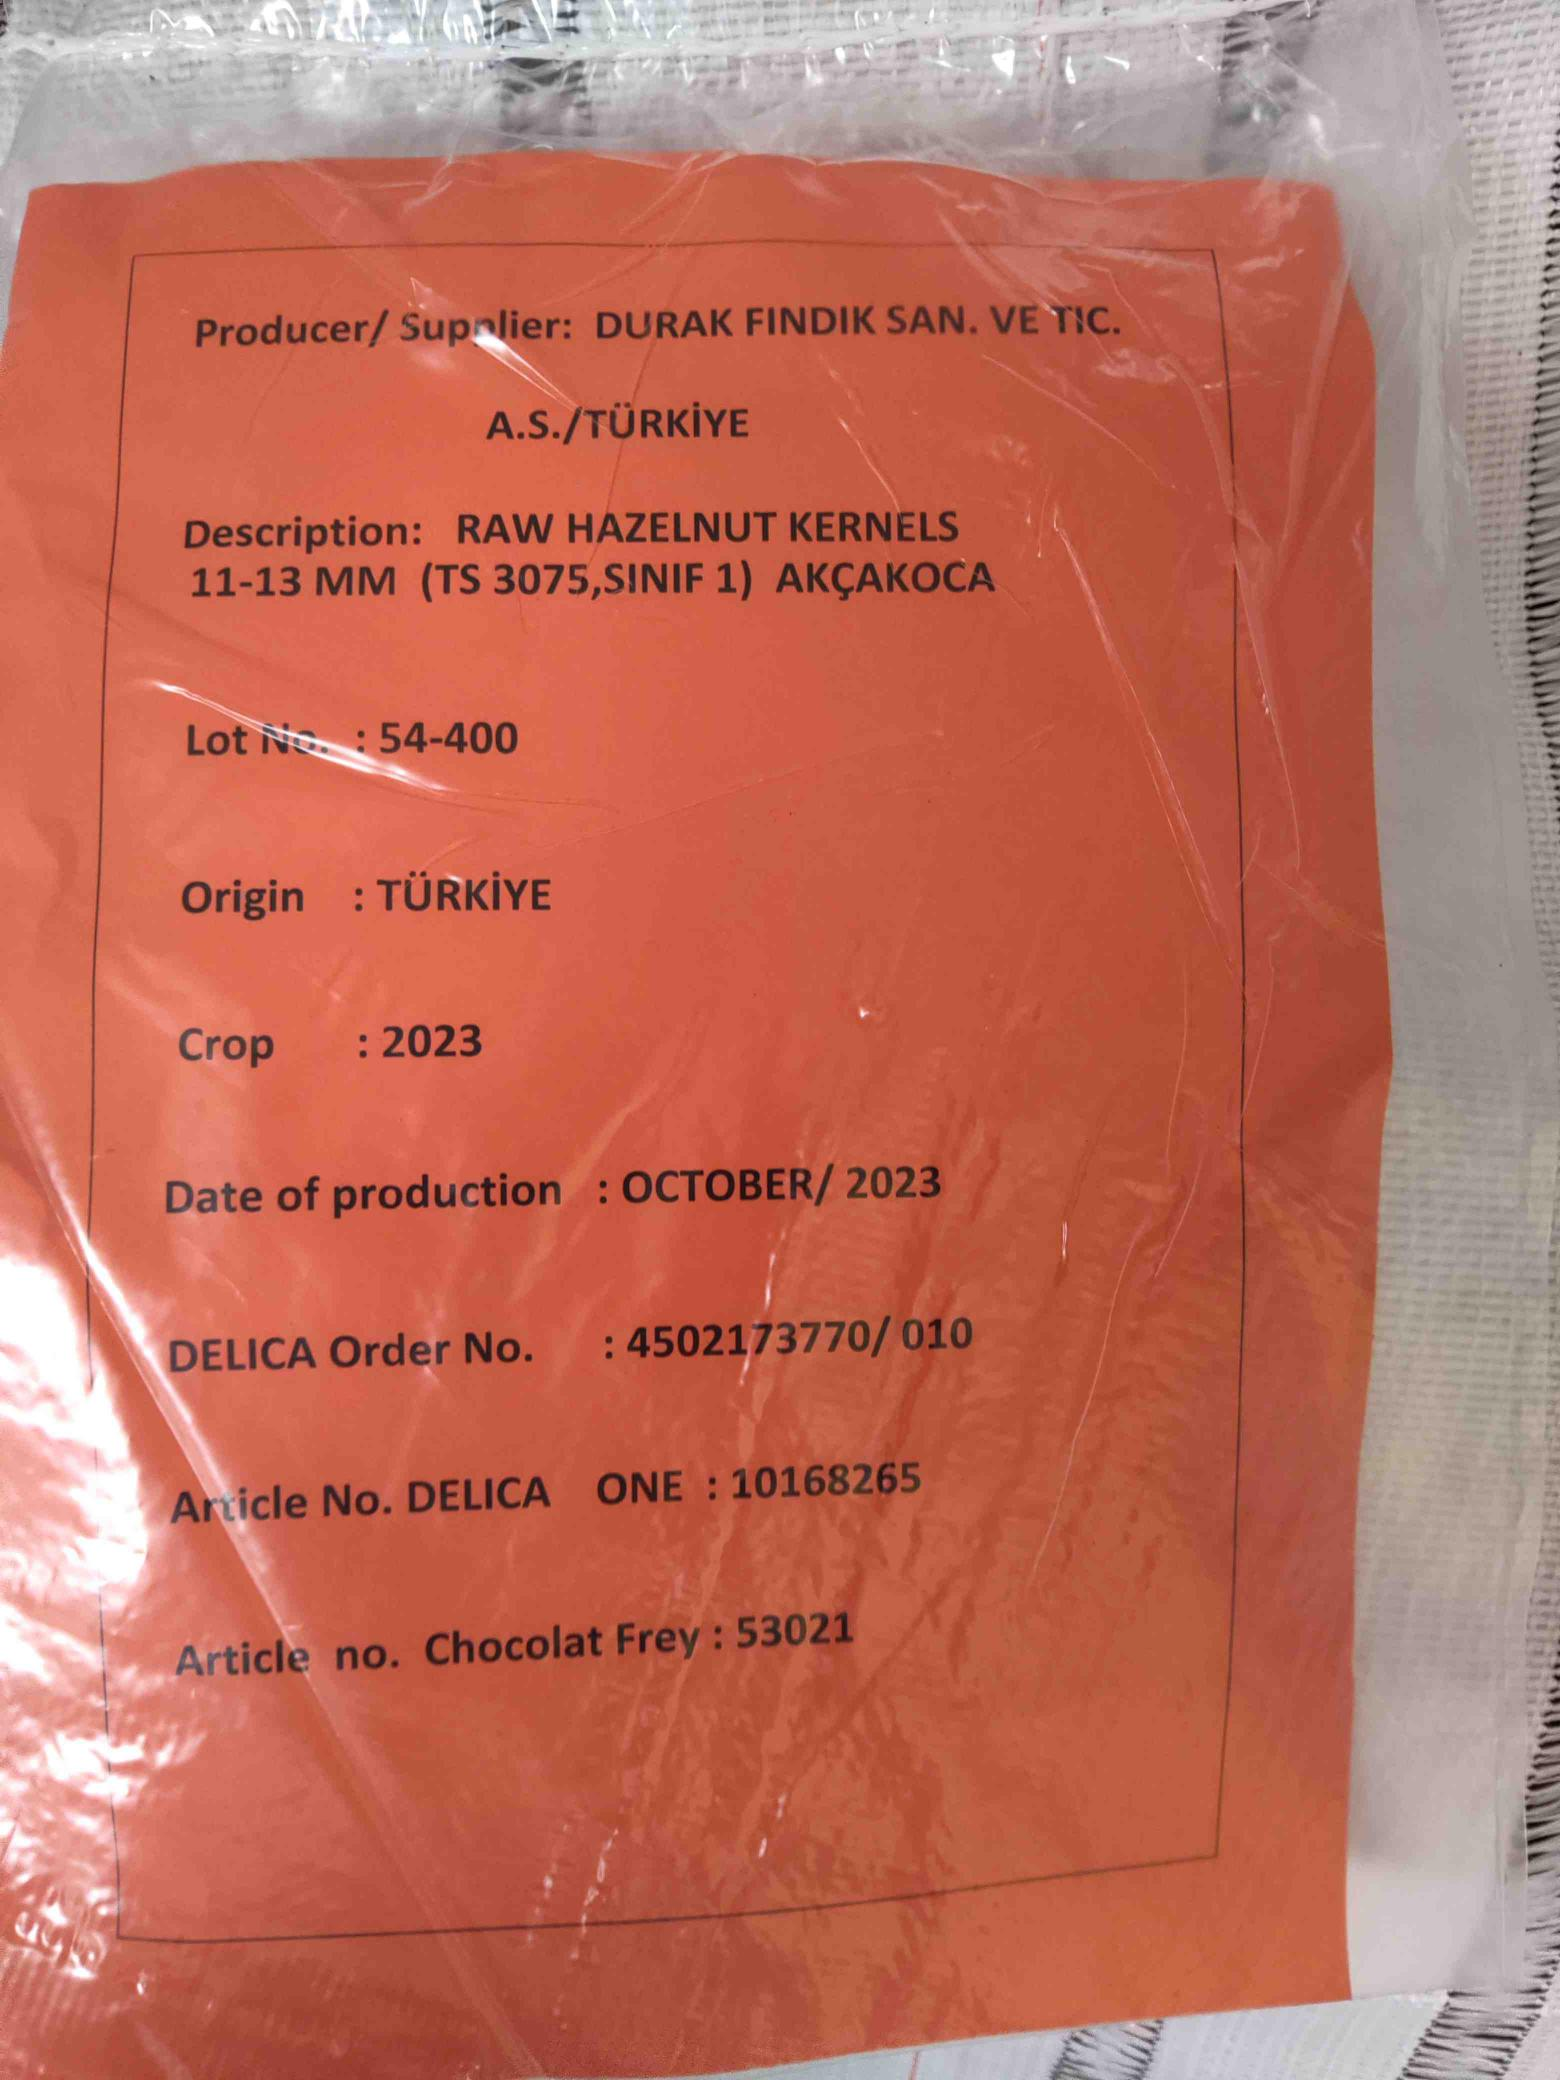 Producer/ Supplier: DURAK FINDIK SAN. VE TIC.
A.S./TÜRKİYE
Description: RAW HAZELNUT KERNELS
11-13 MM (TS 3075,SINIF 1) AKÇAKOCA
Lot No. : 54-400
Origin : TÜRKİYE
Crop : 2023
Date of production : OCTOBER/ 2023
DELICA Order No. : 4502173770/ 010
Article No. DELICA ONE : 10168265
Article no. Chocolat Frey : 53021